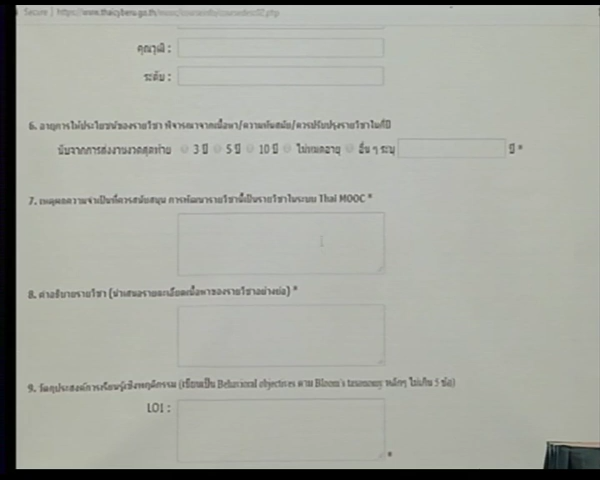 Secure | https://www.thaicyberu.go.th/
คุณวุฒิ :
ระดับ :
6. อายุการใช้ประโยชน์ของรายวิชา พิจารณาจากเนื้อหา/ความทันสมัย/ควรปรับปรุงรายวิชาในกี่ปี
นับจากการส่งงานงวดสุดท้าย 3 ปี 5 ปี 10 ปี ไม่หมดอายุ อื่น ๆ ระบุ ปี *
7. เหตุผลความจำเป็นที่ควรสนับสนุน การพัฒนารายวิชานี้เป็นรายวิชาในระบบ Thai MOOC *
8. คำอธิบายรายวิชา (นำเสนอรายละเอียดเนื้อหาของรายวิชาอย่างย่อ) *
9. วัตถุประสงค์การเรียนรู้เชิงพฤติกรรม (เขียนเป็น Behavioral objectives ตาม Bloom's taxonomy หลักๆ ไม่เกิน 5 ข้อ)
LO1 :
*